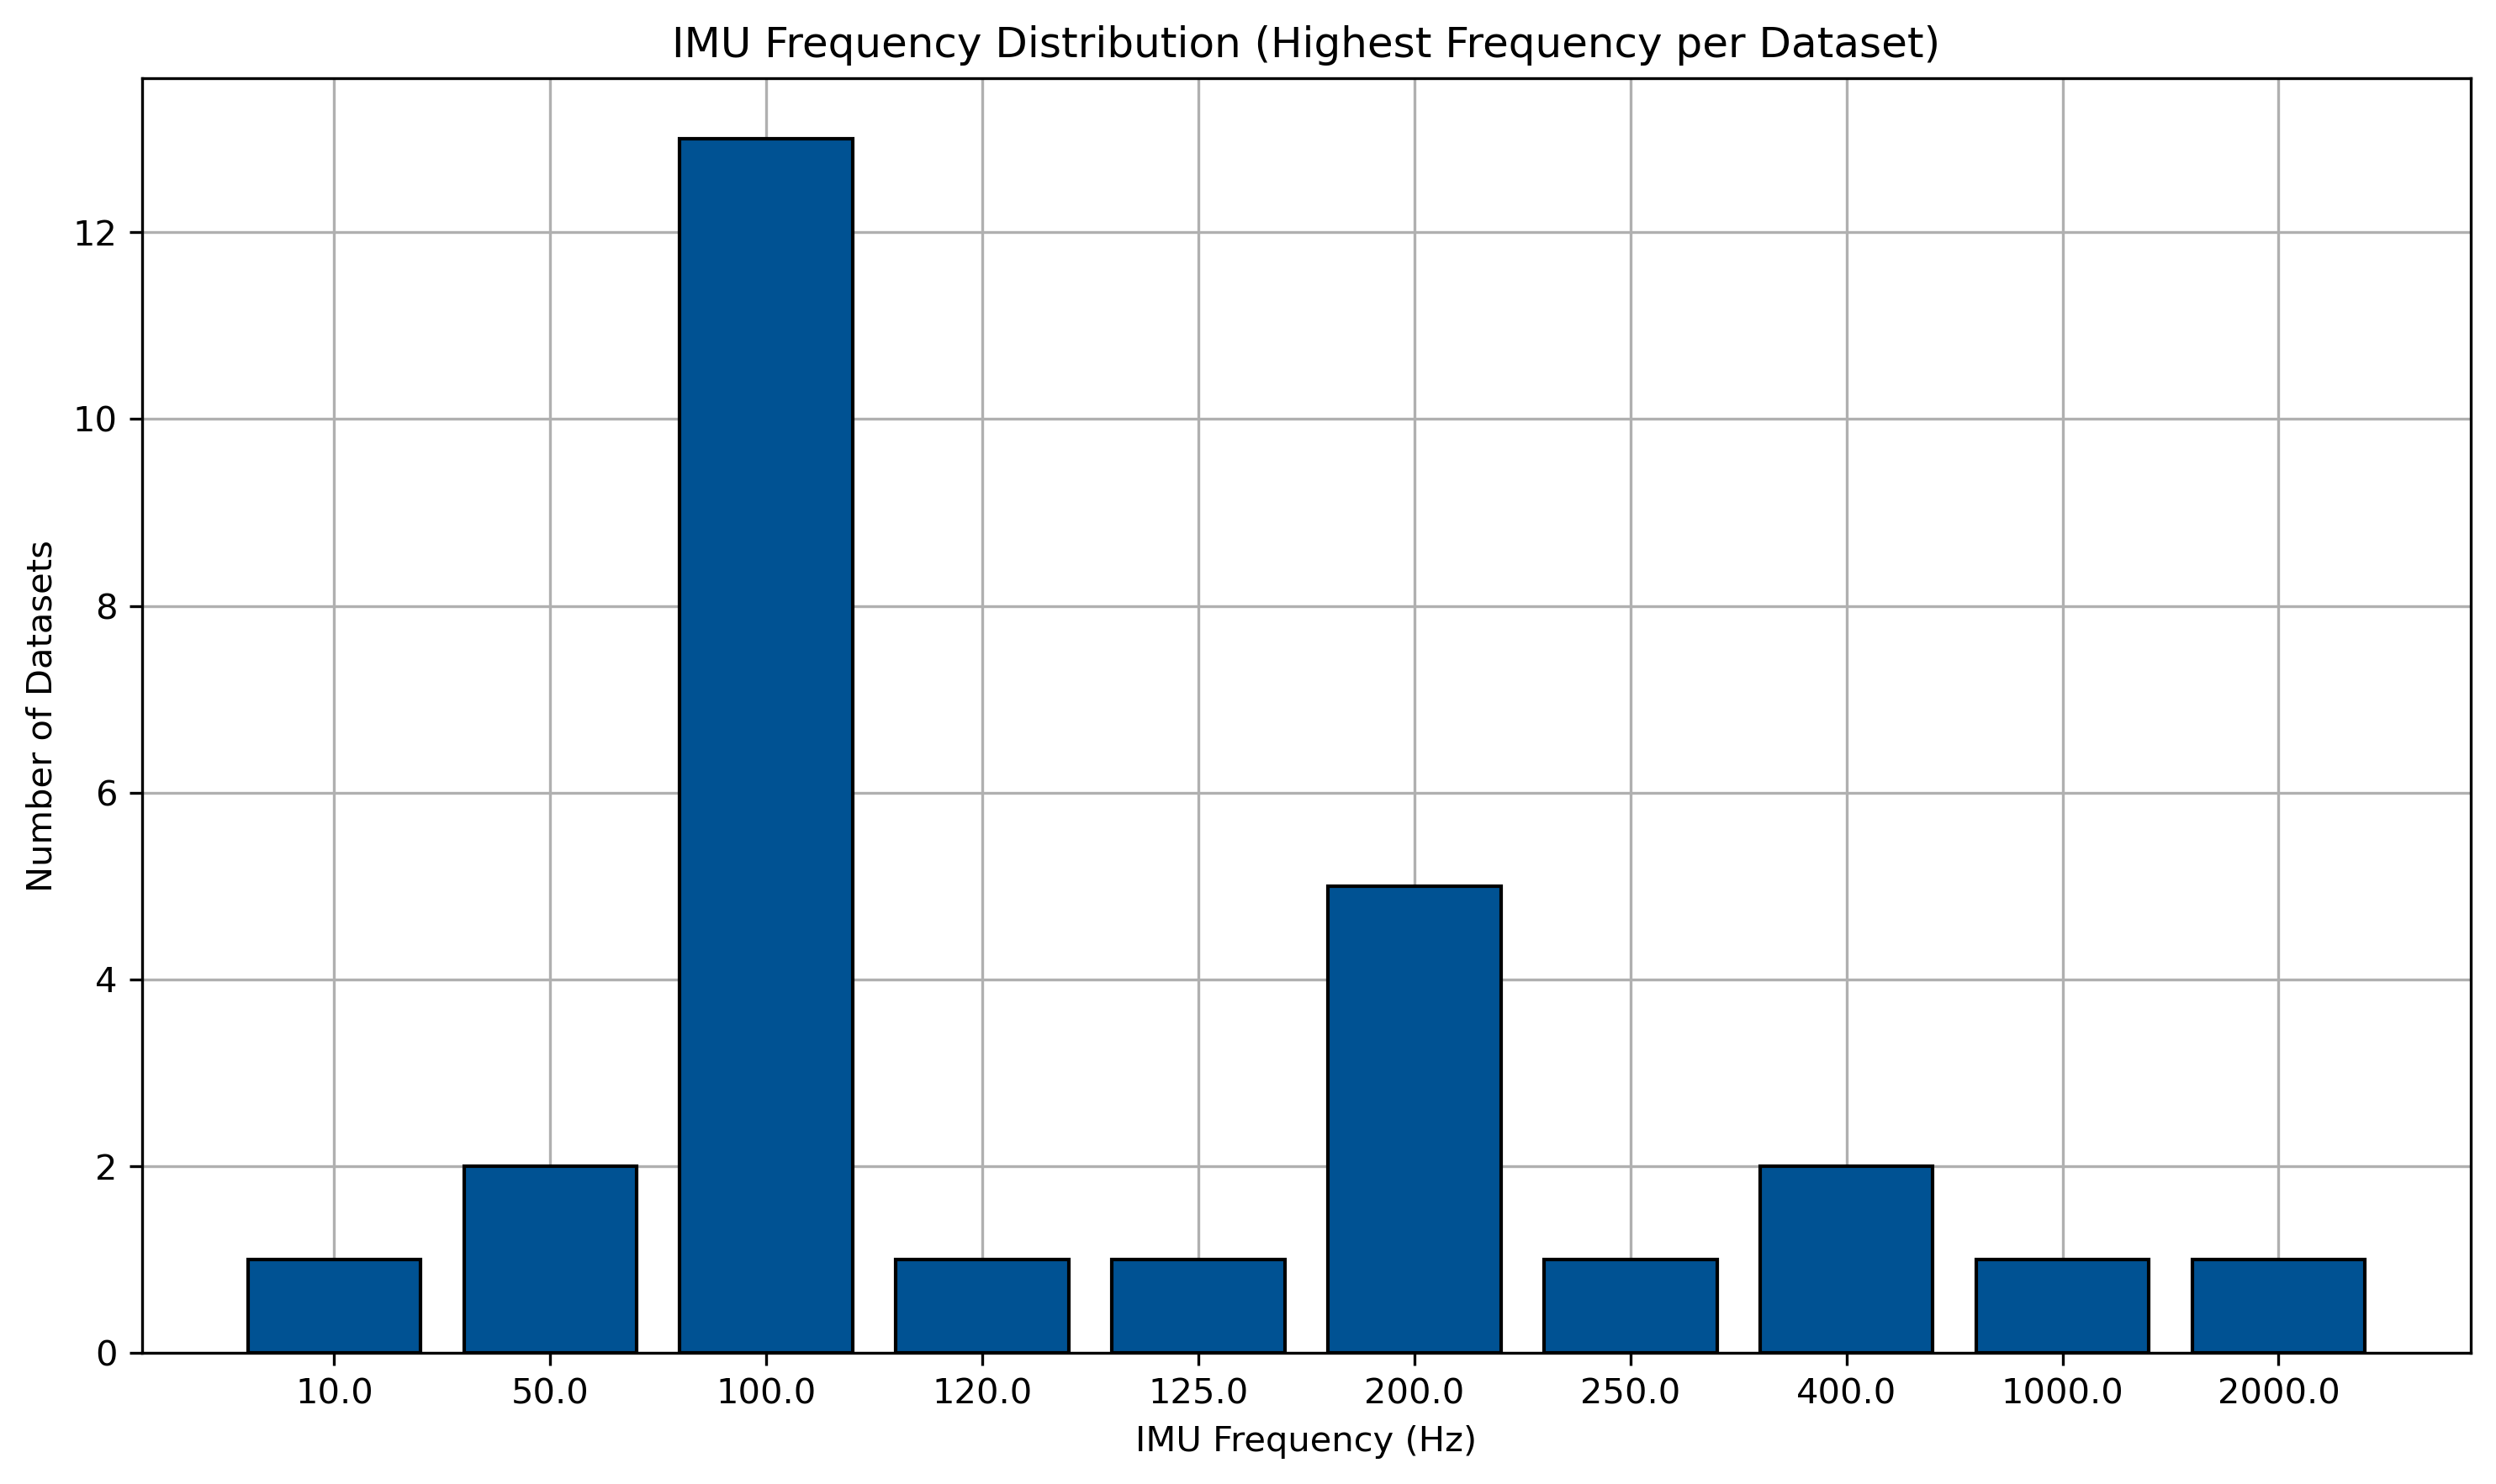 IMU Frequency Distribution (Highest Frequency per Dataset)
Number of Datasets
12
10
8
6
4
2
0
10.0 50.0 100.0 120.0 125.0 200.0 250.0 400.0 1000.0 2000.0
IMU Frequency (Hz)